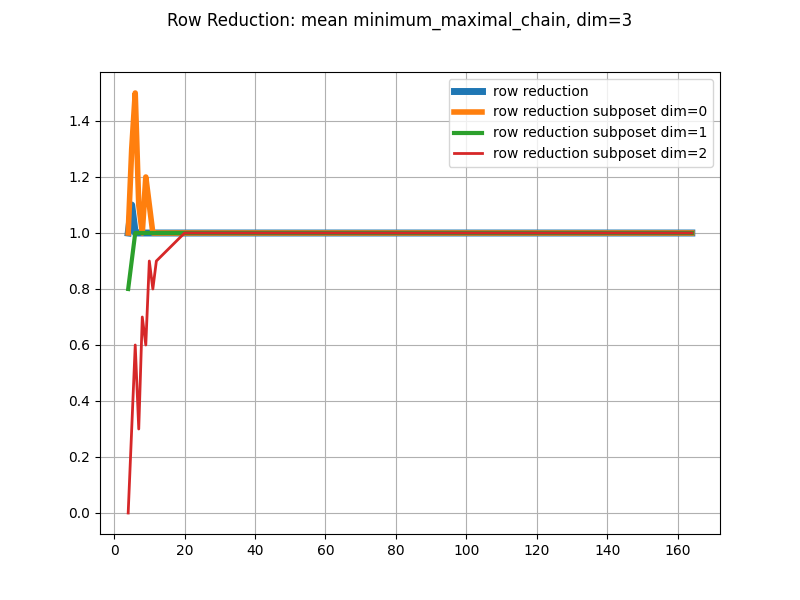 Row Reduction: mean minimum_maximal_chain, dim=3
row reduction
row reduction subposet dim=0
row reduction subposet dim=1
row reduction subposet dim=2
1.4
1.2
1.0
0.8
0.6
0.4
0.2
0.0
0 20 40 60 80 100 120 140 160